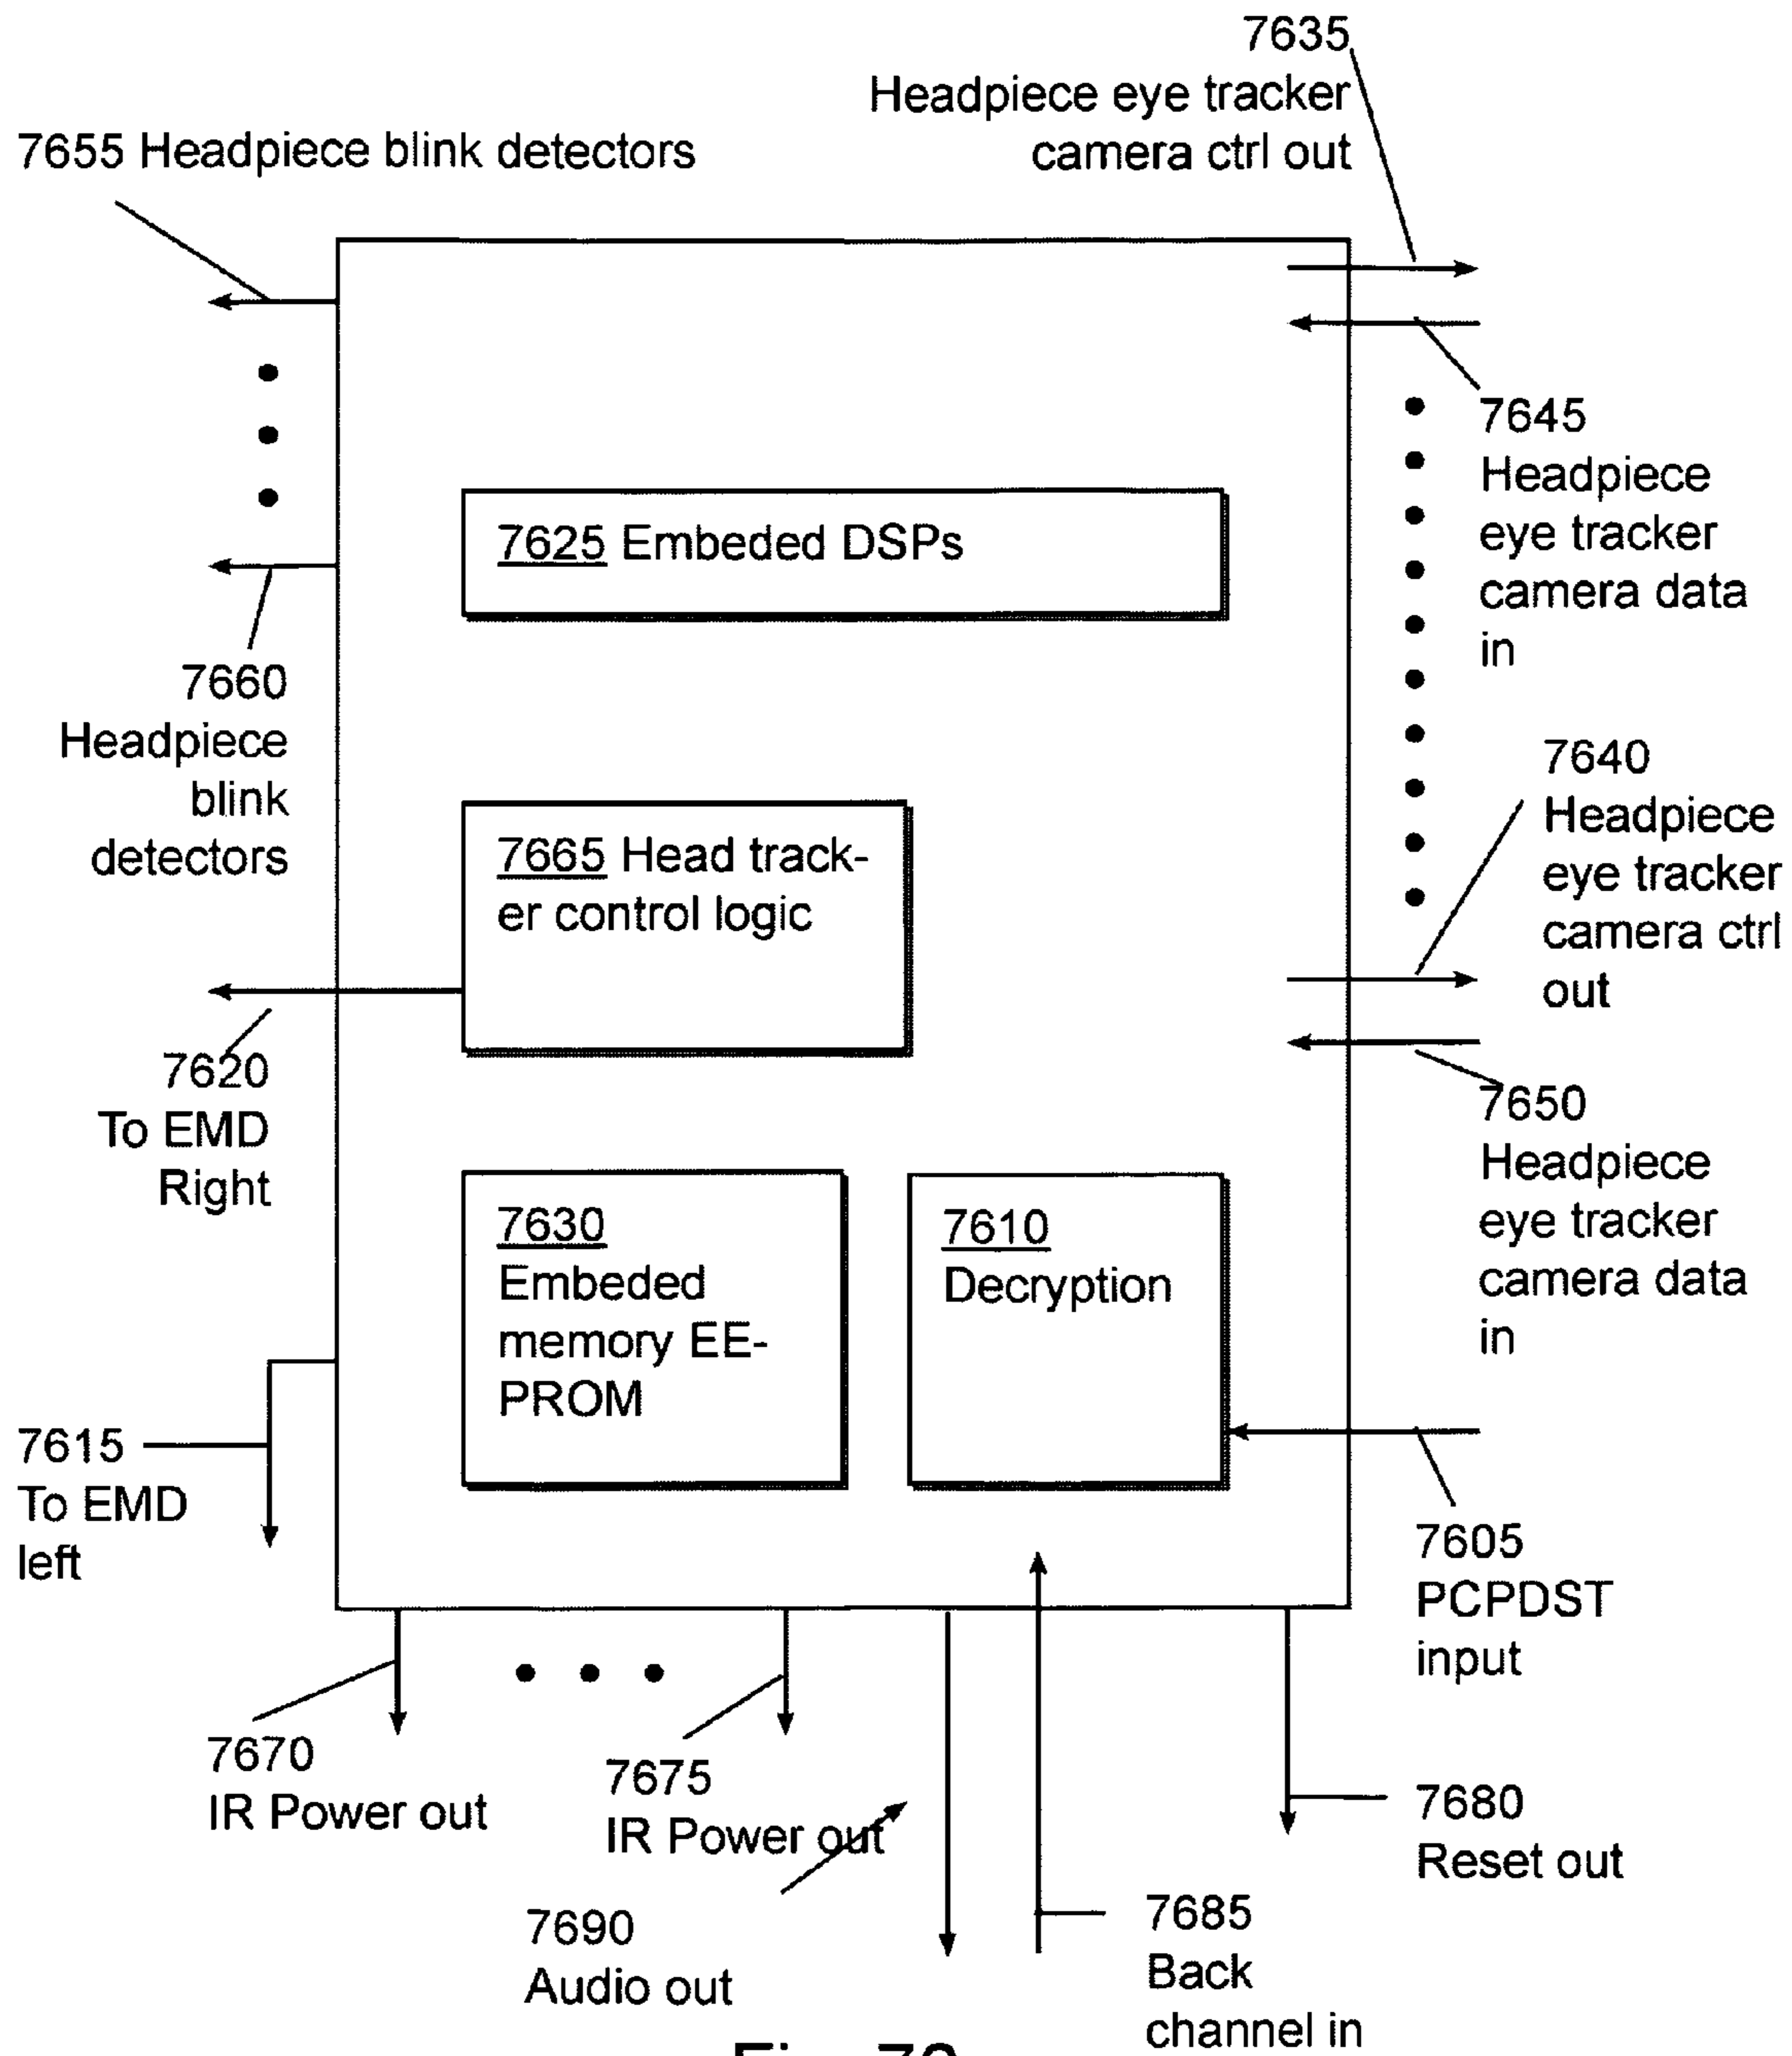 7635
Headpiece eye tracker
camera ctrl out
7655 Headpiece blink detectors
7645
Headpiece
eye tracker
camera data
in
7625 Embeded DSPs
7660
Headpiece
blink
detectors
7640
Headpiece
eye tracker
camera ctrl
out
7665 Head track-
er control logic
7620
To EMD
Right
7650
Headpiece
eye tracker
camera data
in
7630
Embeded
memory EE-
PROM
7610
Decryption
7615
To EMD
left
7605
PCPDST
input
7670
IR Power out
7675
IR Power out
7680
Reset out
7690
Audio out
7685
Back
channel in